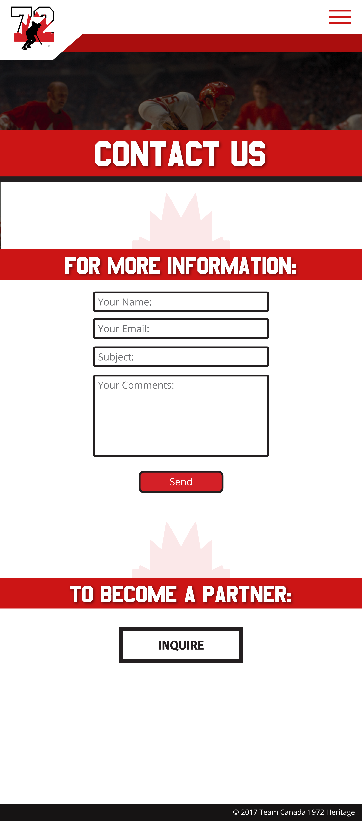 72
CONTACT US
FOR MORE INFORMATION:
Your Name:
Your Email:
Subject:
Your Comments:
Send
TO BECOME A PARTNER:
INQUIRE
© 2017 Team Canada 1972 Heritage